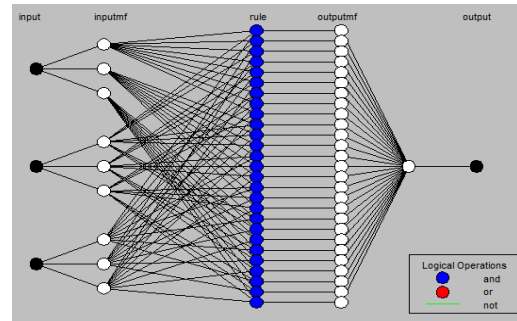 input inputmf rule outputmf output
Logical Operations
and
or
not